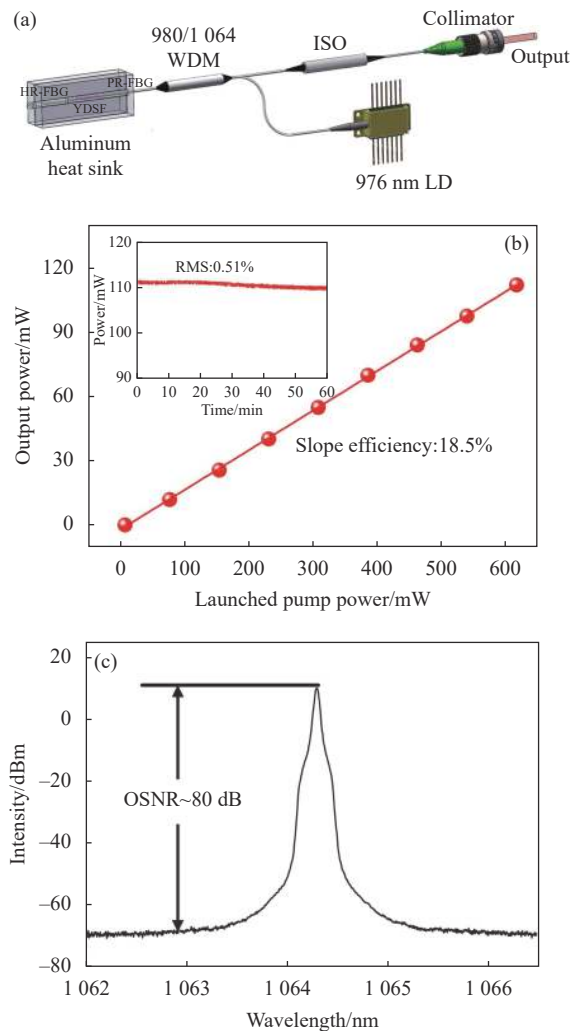 (a)
Collimator
980/1 064
WDM
ISO
Output
HR-FBG
PR-FBG
YDSF
Aluminum
heat sink
976 nm LD
(b)
Output power/mW
120
90
60
30
0
Power/mW
120
110
100
90
RMS:0.51%
0 10 20 30 40 50 60
Time/min
Slope efficiency:18.5%
0 100 200 300 400 500 600
Launched pump power/mW
(c)
Intensity/dBm
20
0
−20
−40
−60
−80
OSNR~80 dB
1 062 1 063 1 064 1 065 1 066
Wavelength/nm